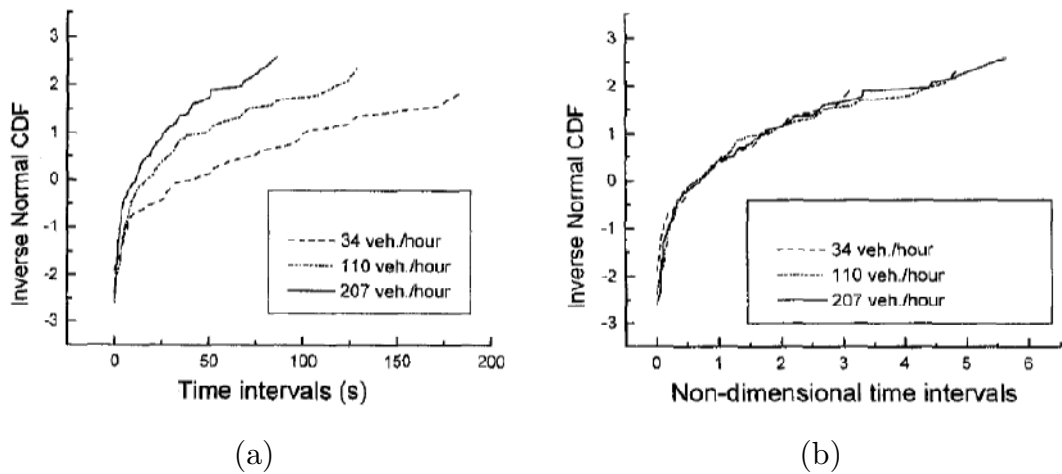 3
2
1
0
-1
-2
-3
Inverse Normal CDF
34 veh./hour
110 veh./hour
207 veh./hour
0
50
100
150
200
Time intervals (s)
(a)
3
2
1
0
-1
-2
-3
Inverse Normal CDF
34 veh./hour
110 veh./hour
207 veh./hour
0
1
2
3
4
5
6
Non-dimensional time intervals
(b)